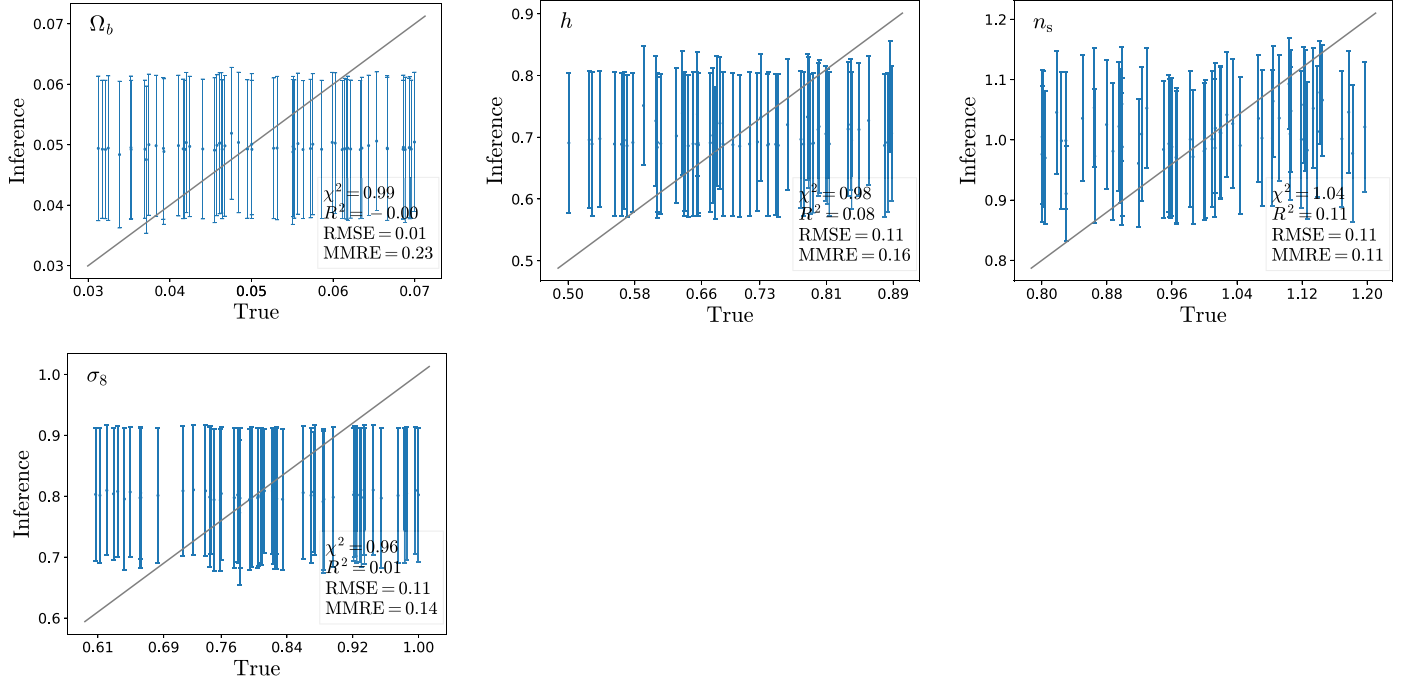 Ω_b
0.07
0.06
0.05
0.04
0.03
Inference
χ² = 0.99
R² = −0.00
RMSE = 0.01
MMRE = 0.23
0.03 0.04 0.05 0.06 0.07
True
h
0.9
0.8
0.7
0.6
0.5
Inference
χ² = 0.98
R² = 0.08
RMSE = 0.11
MMRE = 0.16
0.50 0.58 0.66 0.73 0.81 0.89
True
n_s
1.2
1.1
1.0
0.9
0.8
Inference
χ² = 1.04
R² = 0.11
RMSE = 0.11
MMRE = 0.11
0.80 0.88 0.96 1.04 1.12 1.20
True
σ_8
1.0
0.9
0.8
0.7
0.6
Inference
χ² = 0.96
R² = 0.01
RMSE = 0.11
MMRE = 0.14
0.61 0.69 0.76 0.84 0.92 1.00
True